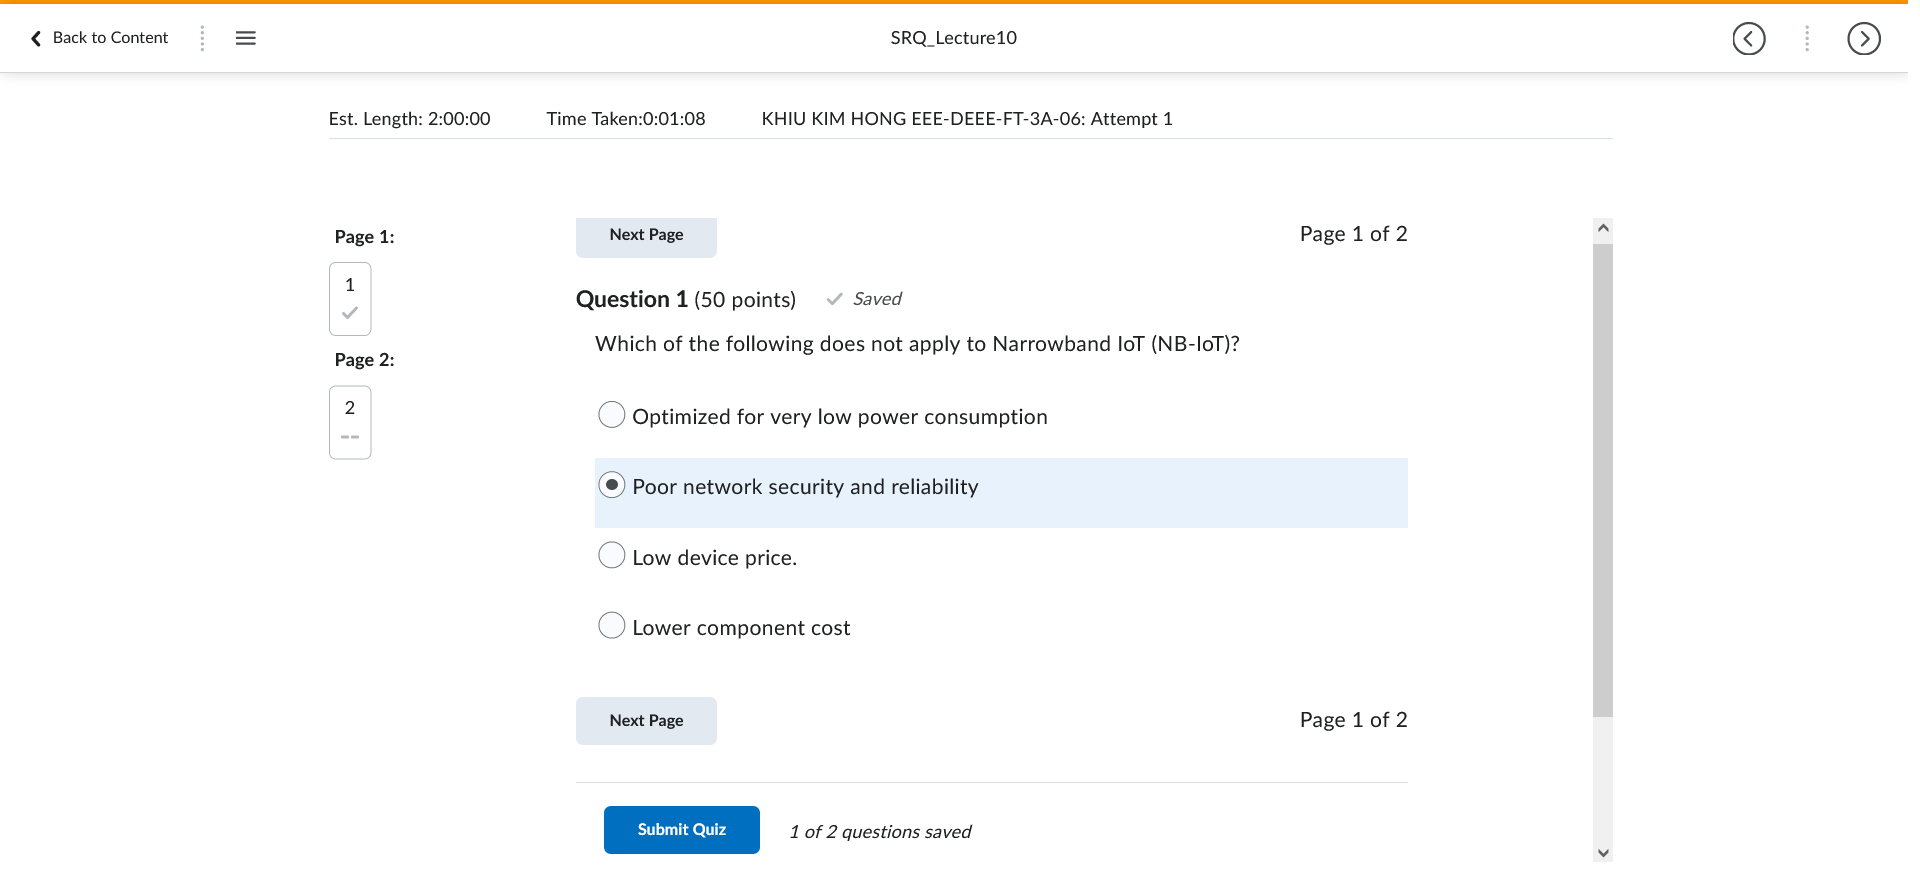 Back to Content
SRQ_Lecture10
Est. Length: 2:00:00 Time Taken:0:01:08 KHIU KIM HONG EEE-DEEE-FT-3A-06: Attempt 1
Page 1:
1
Page 2:
2
--
Next Page Page 1 of 2
Question 1 (50 points) Saved
Which of the following does not apply to Narrowband IoT (NB-IoT)?
Optimized for very low power consumption
Poor network security and reliability
Low device price.
Lower component cost
Next Page Page 1 of 2
Submit Quiz 1 of 2 questions saved